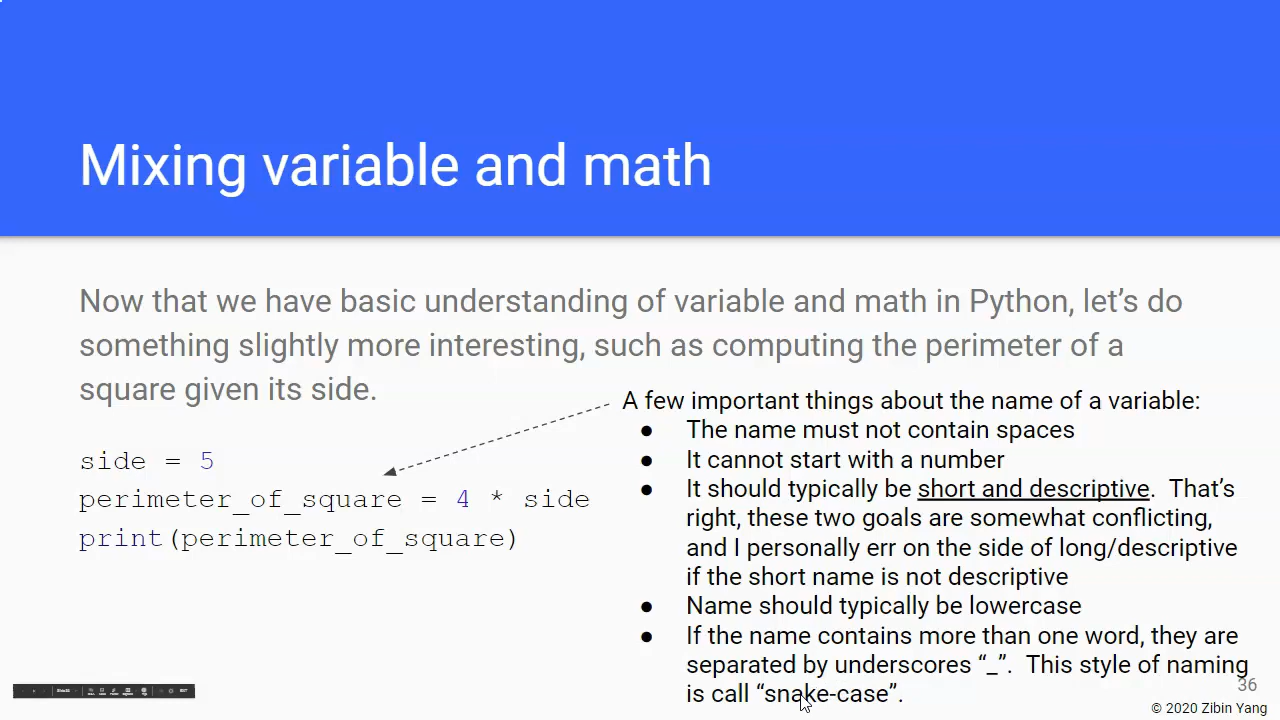 Mixing variable and math
Now that we have basic understanding of variable and math in Python, let’s do
something slightly more interesting, such as computing the perimeter of a
square given its side.
side = 5
perimeter_of_square = 4 * side
print(perimeter_of_square)
A few important things about the name of a variable:
● The name must not contain spaces
● It cannot start with a number
● It should typically be short and descriptive. That’s
right, these two goals are somewhat conflicting,
and I personally err on the side of long/descriptive
if the short name is not descriptive
● Name should typically be lowercase
● If the name contains more than one word, they are
separated by underscores “_”. This style of naming
is call “snake-case”.
36
© 2020 Zibin Yang